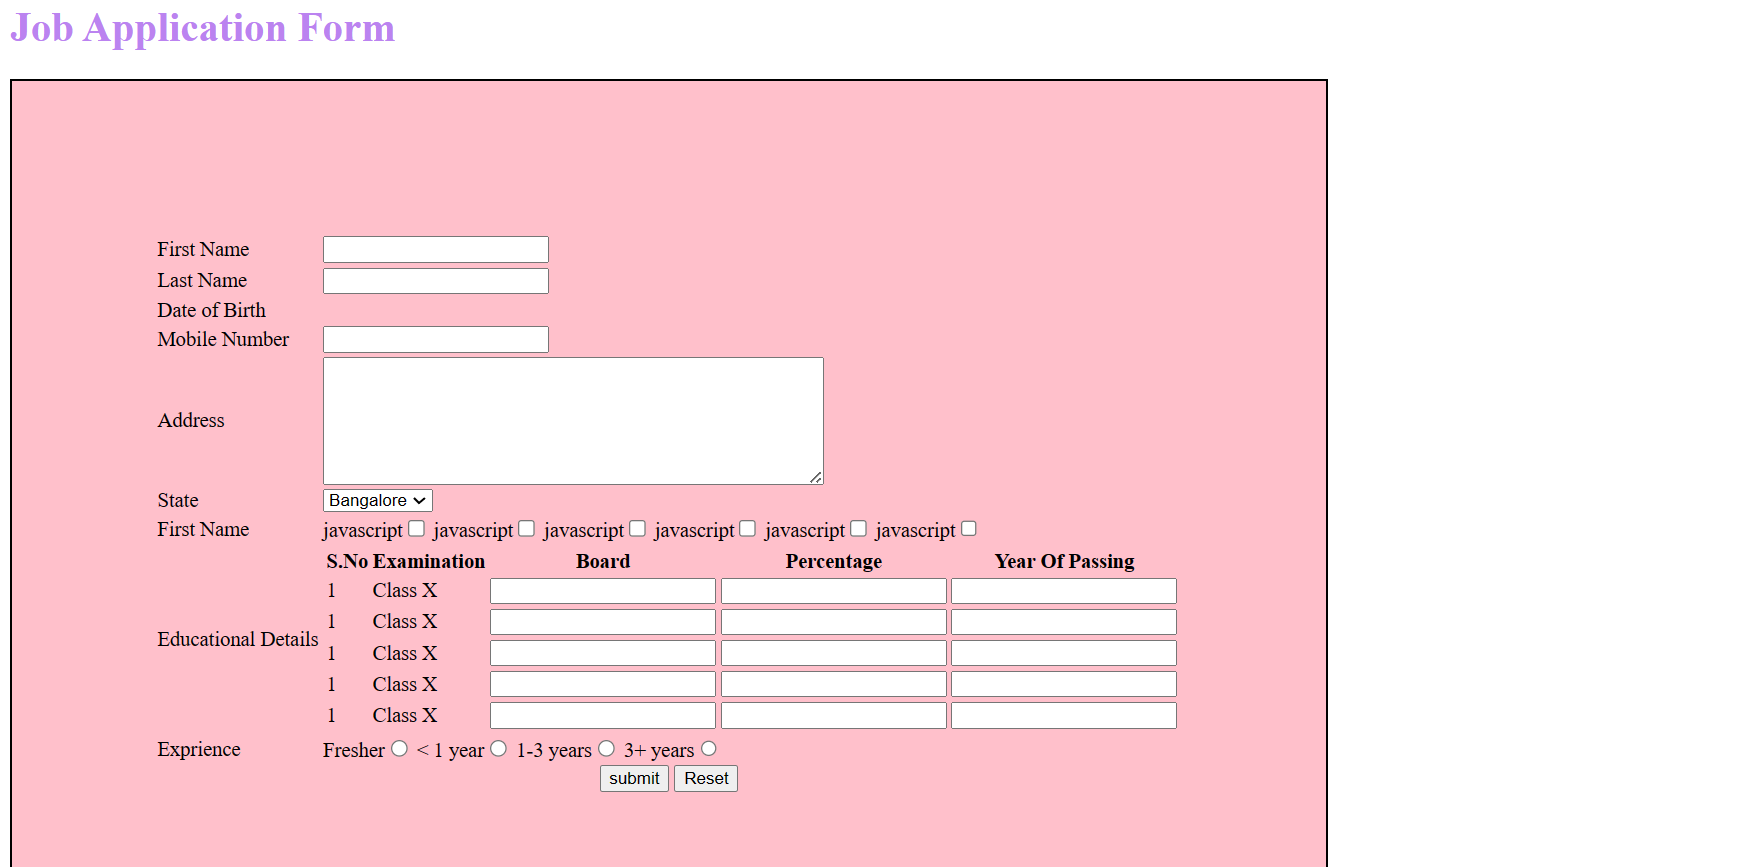 Job Application Form
First Name
Last Name
Date of Birth
Mobile Number
Address
State Bangalore
First Name javascript javascript javascript javascript javascript javascript
S.No Examination Board Percentage Year Of Passing
1 Class X
1 Class X
Educational Details
1 Class X
1 Class X
1 Class X
Exprience Fresher < 1 year 1-3 years 3+ years
submit Reset